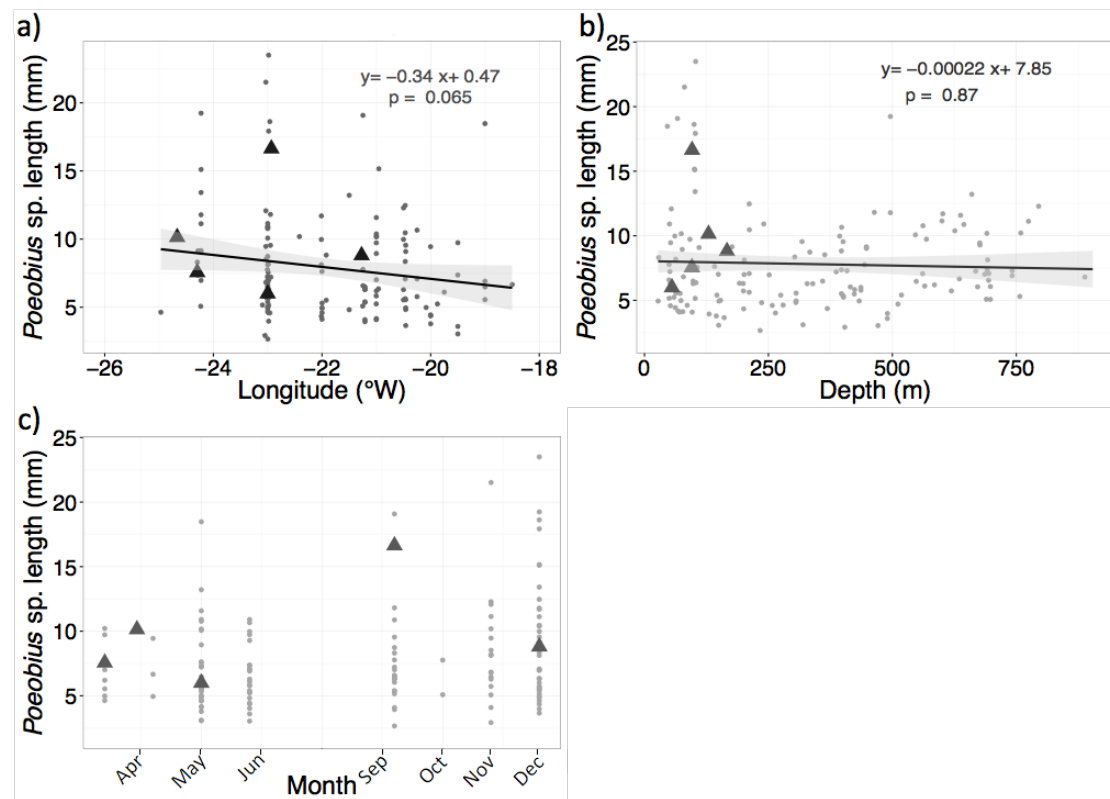 a)
Poeobius sp. length (mm)
20
15
10
5
y= −0.34 x+ 0.47
p = 0.065
−26 −24 −22 −20 −18
Longitude (°W)
b)
Poeobius sp. length (mm)
25
20
15
10
5
y= −0.00022 x+ 7.85
p = 0.87
0 250 500 750
Depth (m)
c)
Poeobius sp. length (mm)
25
20
15
10
5
Apr May Jun Sep Oct Nov Dec
Month